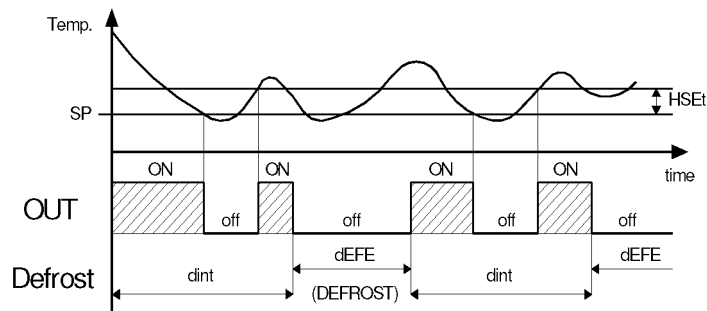 Temp.
HSEt
SP
ON ON ON ON
time
OUT
off off off off
dEFE dEFE
Defrost
dint (DEFROST) dint